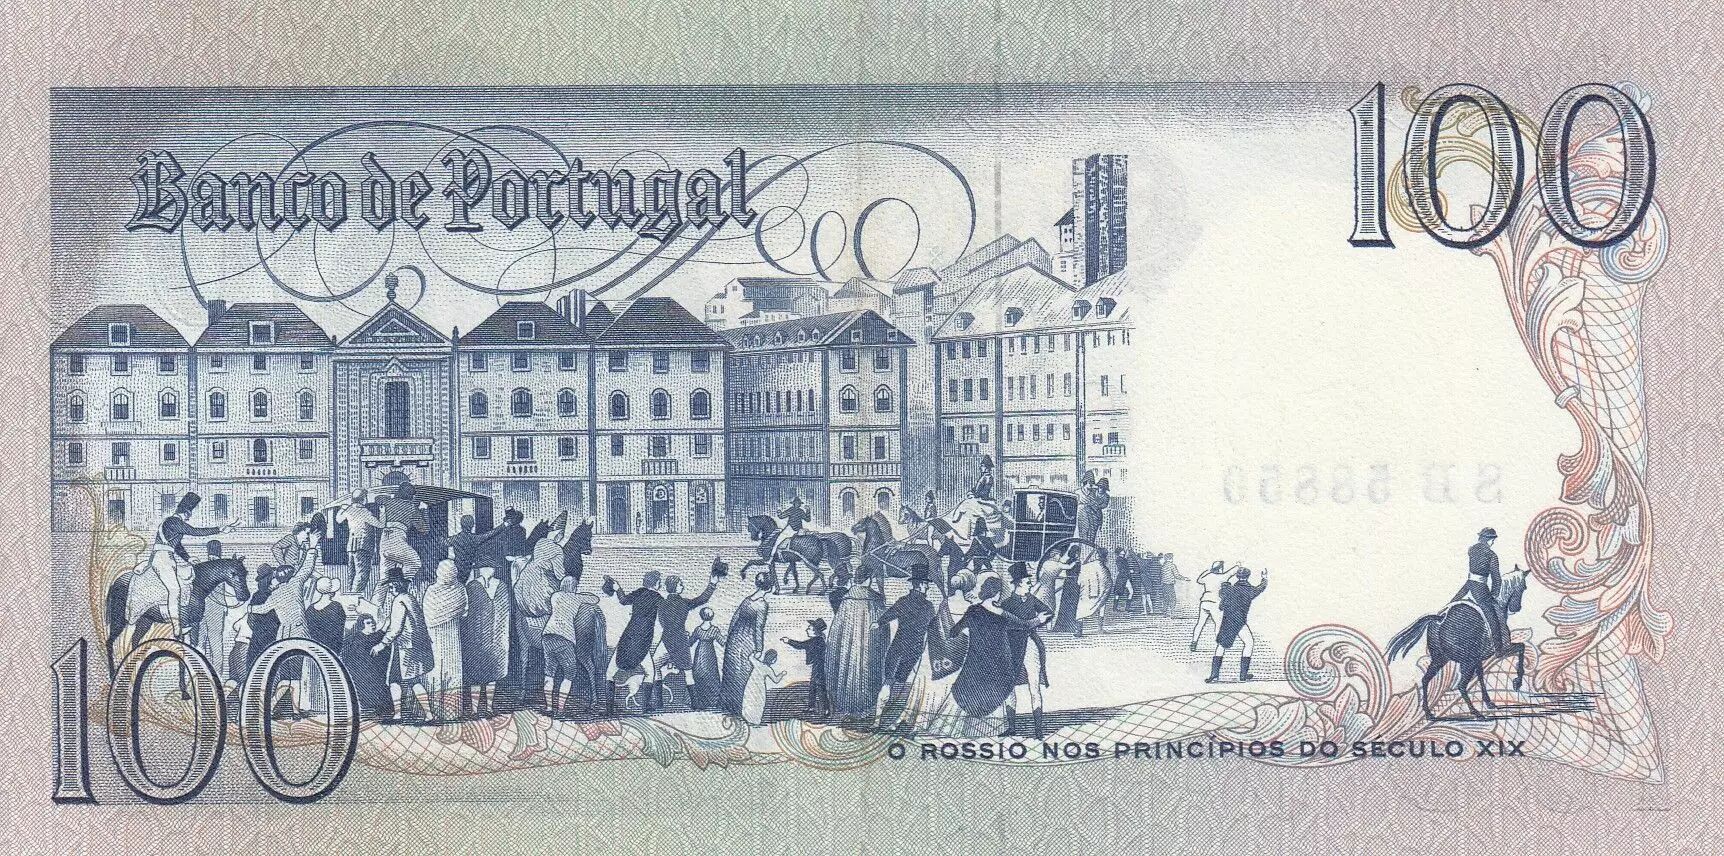 Banco de Portugal
100
100
O ROSSIO NOS PRINCÍPIOS DO SÉCULO XIX